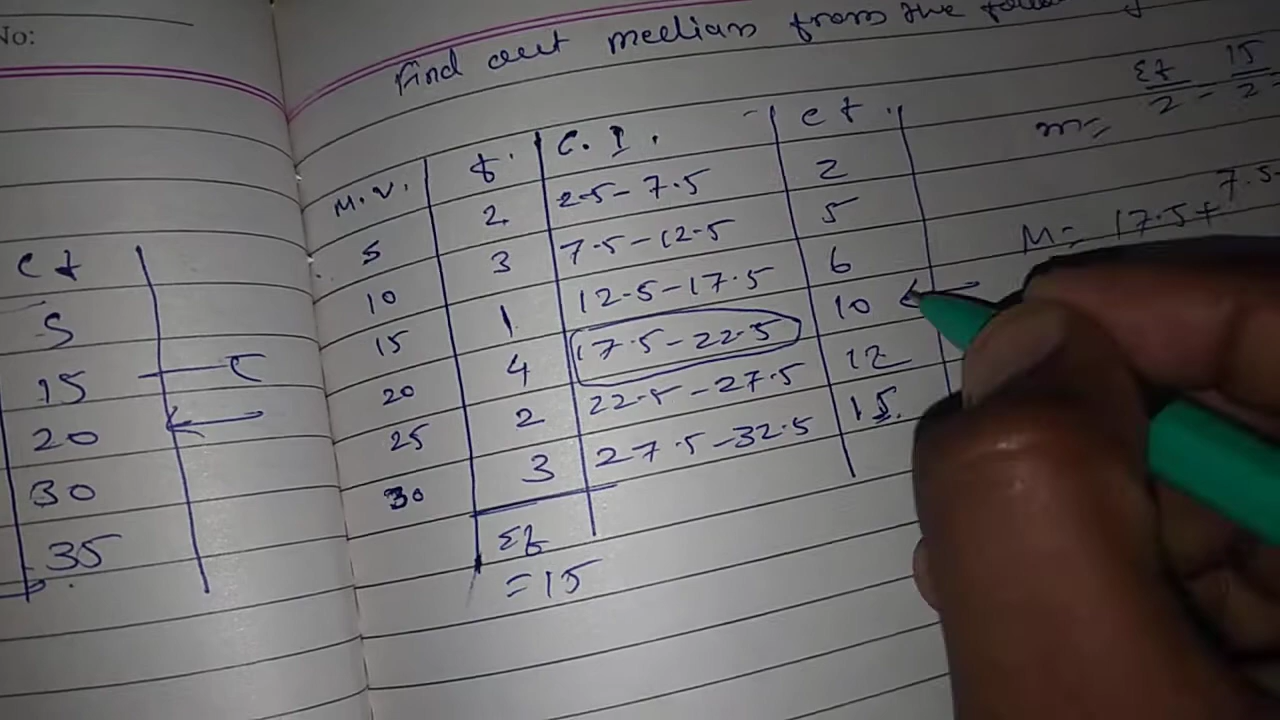 No:
Find out median from the
M.V. f. C.I. c f.
5 2 2.5-7.5 2
10 3 7.5-12.5 5
15 1 12.5-17.5 6
20 4 17.5-22.5 10
25 2 22.5-27.5 12
30 3 27.5-32.5 15.
Σf
=15
m= Σf/2 = 15/2 =
M= 17.5+ 7.5-
c f
5
15
20
30
35